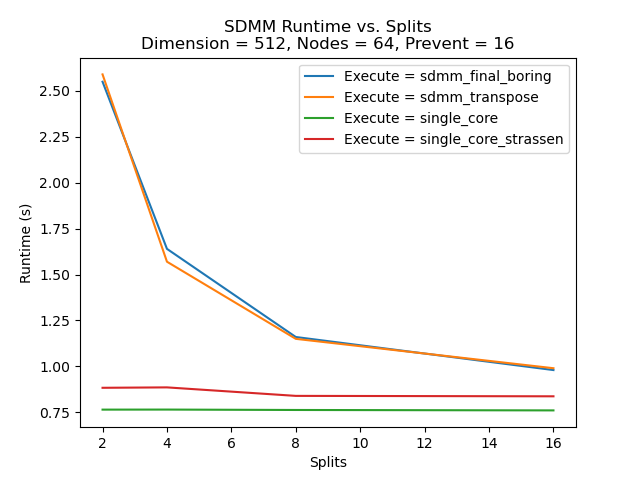 SDMM Runtime vs. Splits
Dimension = 512, Nodes = 64, Prevent = 16
Execute = sdmm_final_boring
Execute = sdmm_transpose
Execute = single_core
Execute = single_core_strassen
Runtime (s)
2.50
2.25
2.00
1.75
1.50
1.25
1.00
0.75
2 4 6 8 10 12 14 16
Splits